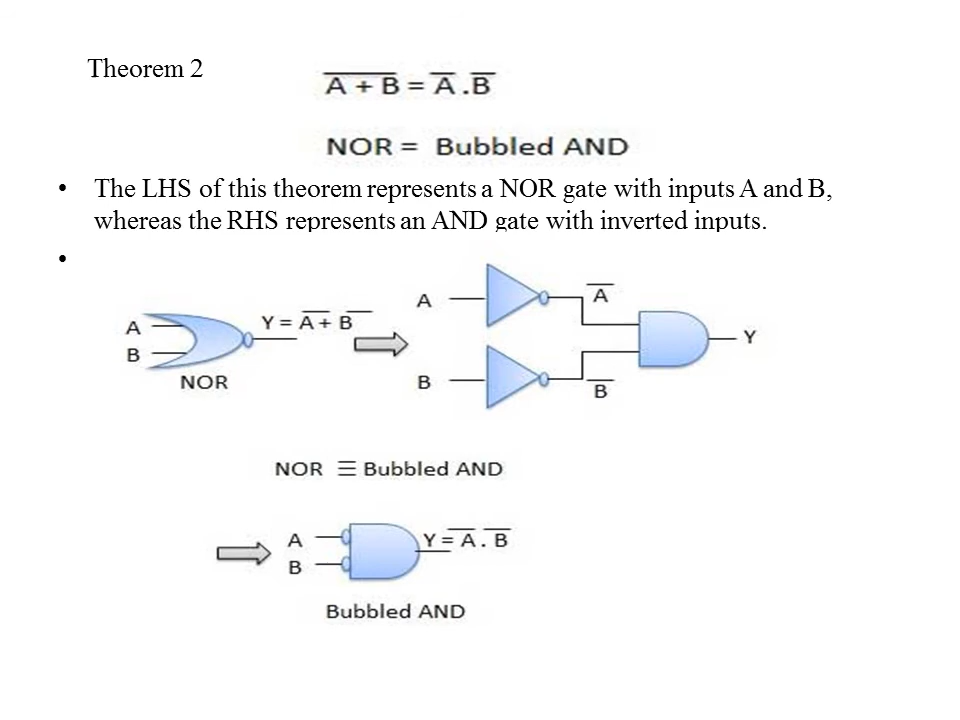 Theorem 2
A̅ ̅+̅ ̅B̅ = A̅ .B̅
NOR = Bubbled AND
• The LHS of this theorem represents a NOR gate with inputs A and B,
whereas the RHS represents an AND gate with inverted inputs.
•
A
B
Y = A̅ + B̅
NOR
A
A̅
B
B̅
Y
NOR ≡ Bubbled AND
A
B
Y = A̅ . B̅
Bubbled AND